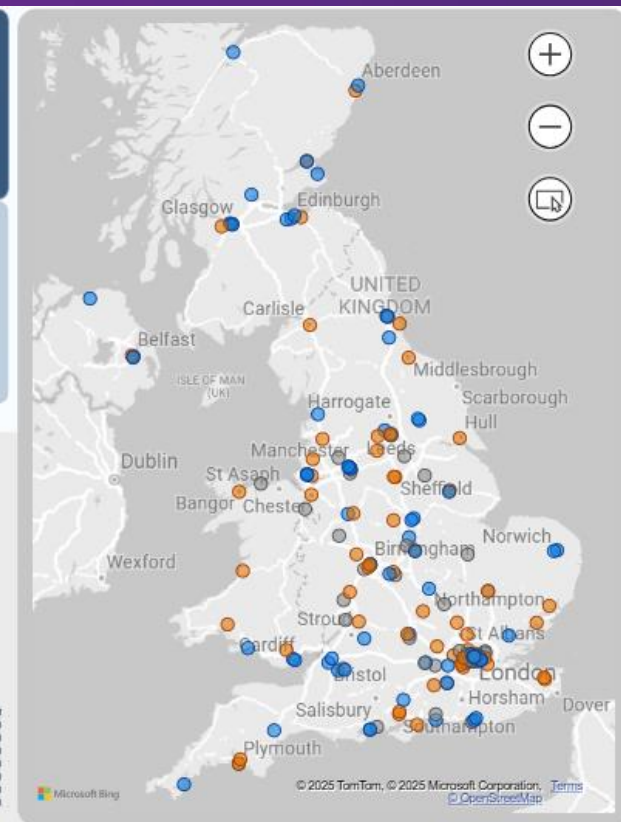 Aberdeen
Glasgow
Edinburgh
UNITED
KINGDOM
Carlisle
Belfast
ISLE OF MAN
(UK)
Middlesbrough
Scarborough
Harrogate
Hull
Manchester
Leeds
Dublin
St Asaph
Sheffield
Bangor
Chester
Norwich
Birmingham
Wexford
Northampton
Stroud
St Albans
Cardiff
London
Bristol
Horsham
Dover
Salisbury
Southampton
Plymouth
Microsoft Bing
© 2025 TomTom, © 2025 Microsoft Corporation, Terms
© OpenStreetMap